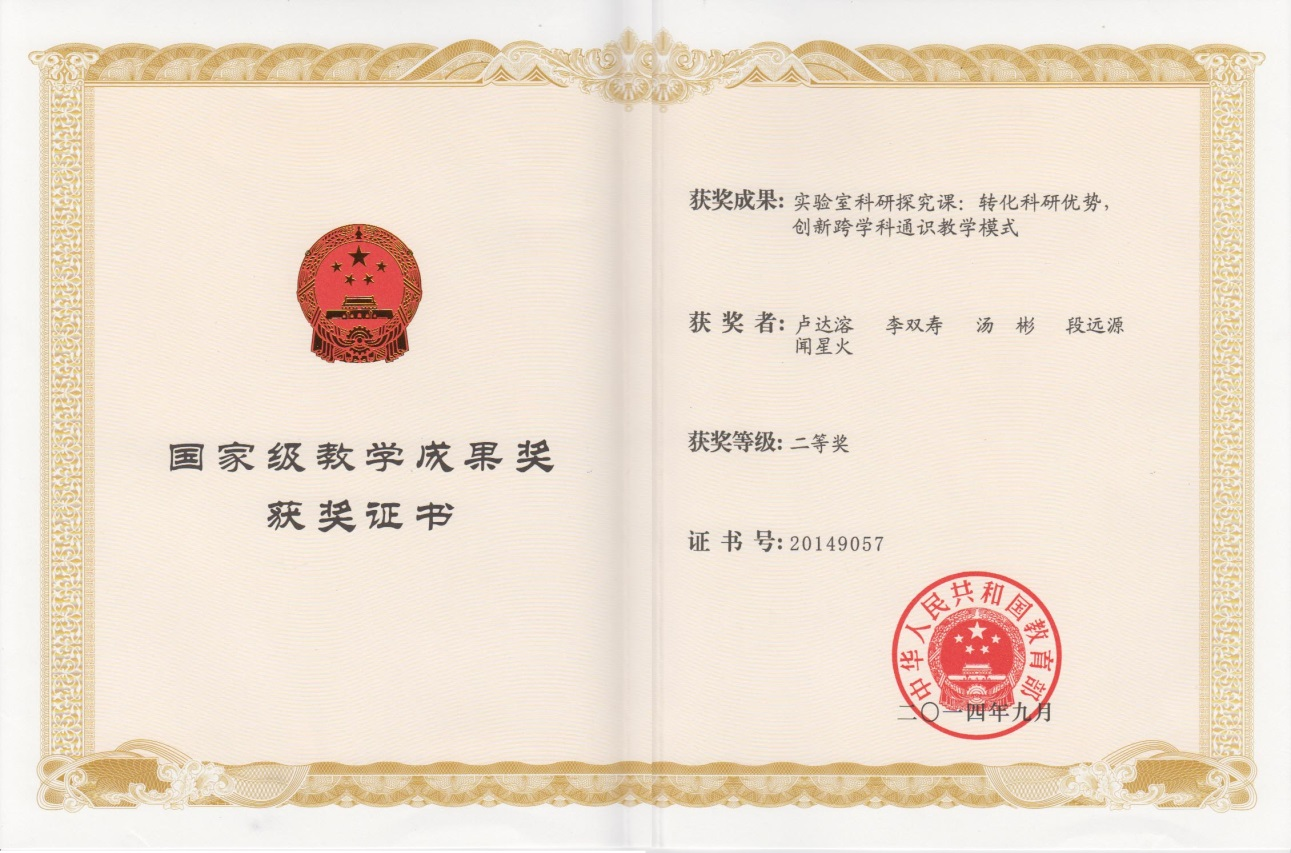 国家级教学成果奖
获奖证书
获奖成果: 实验室科研探究课：转化科研优势，
创新跨学科通识教学模式
获 奖 者: 卢达溶 李双寿 汤 彬 段远源
闻星火
获奖等级: 二等奖
证 书 号: 20149057
中华人民共和国教育部
二〇一四年九月